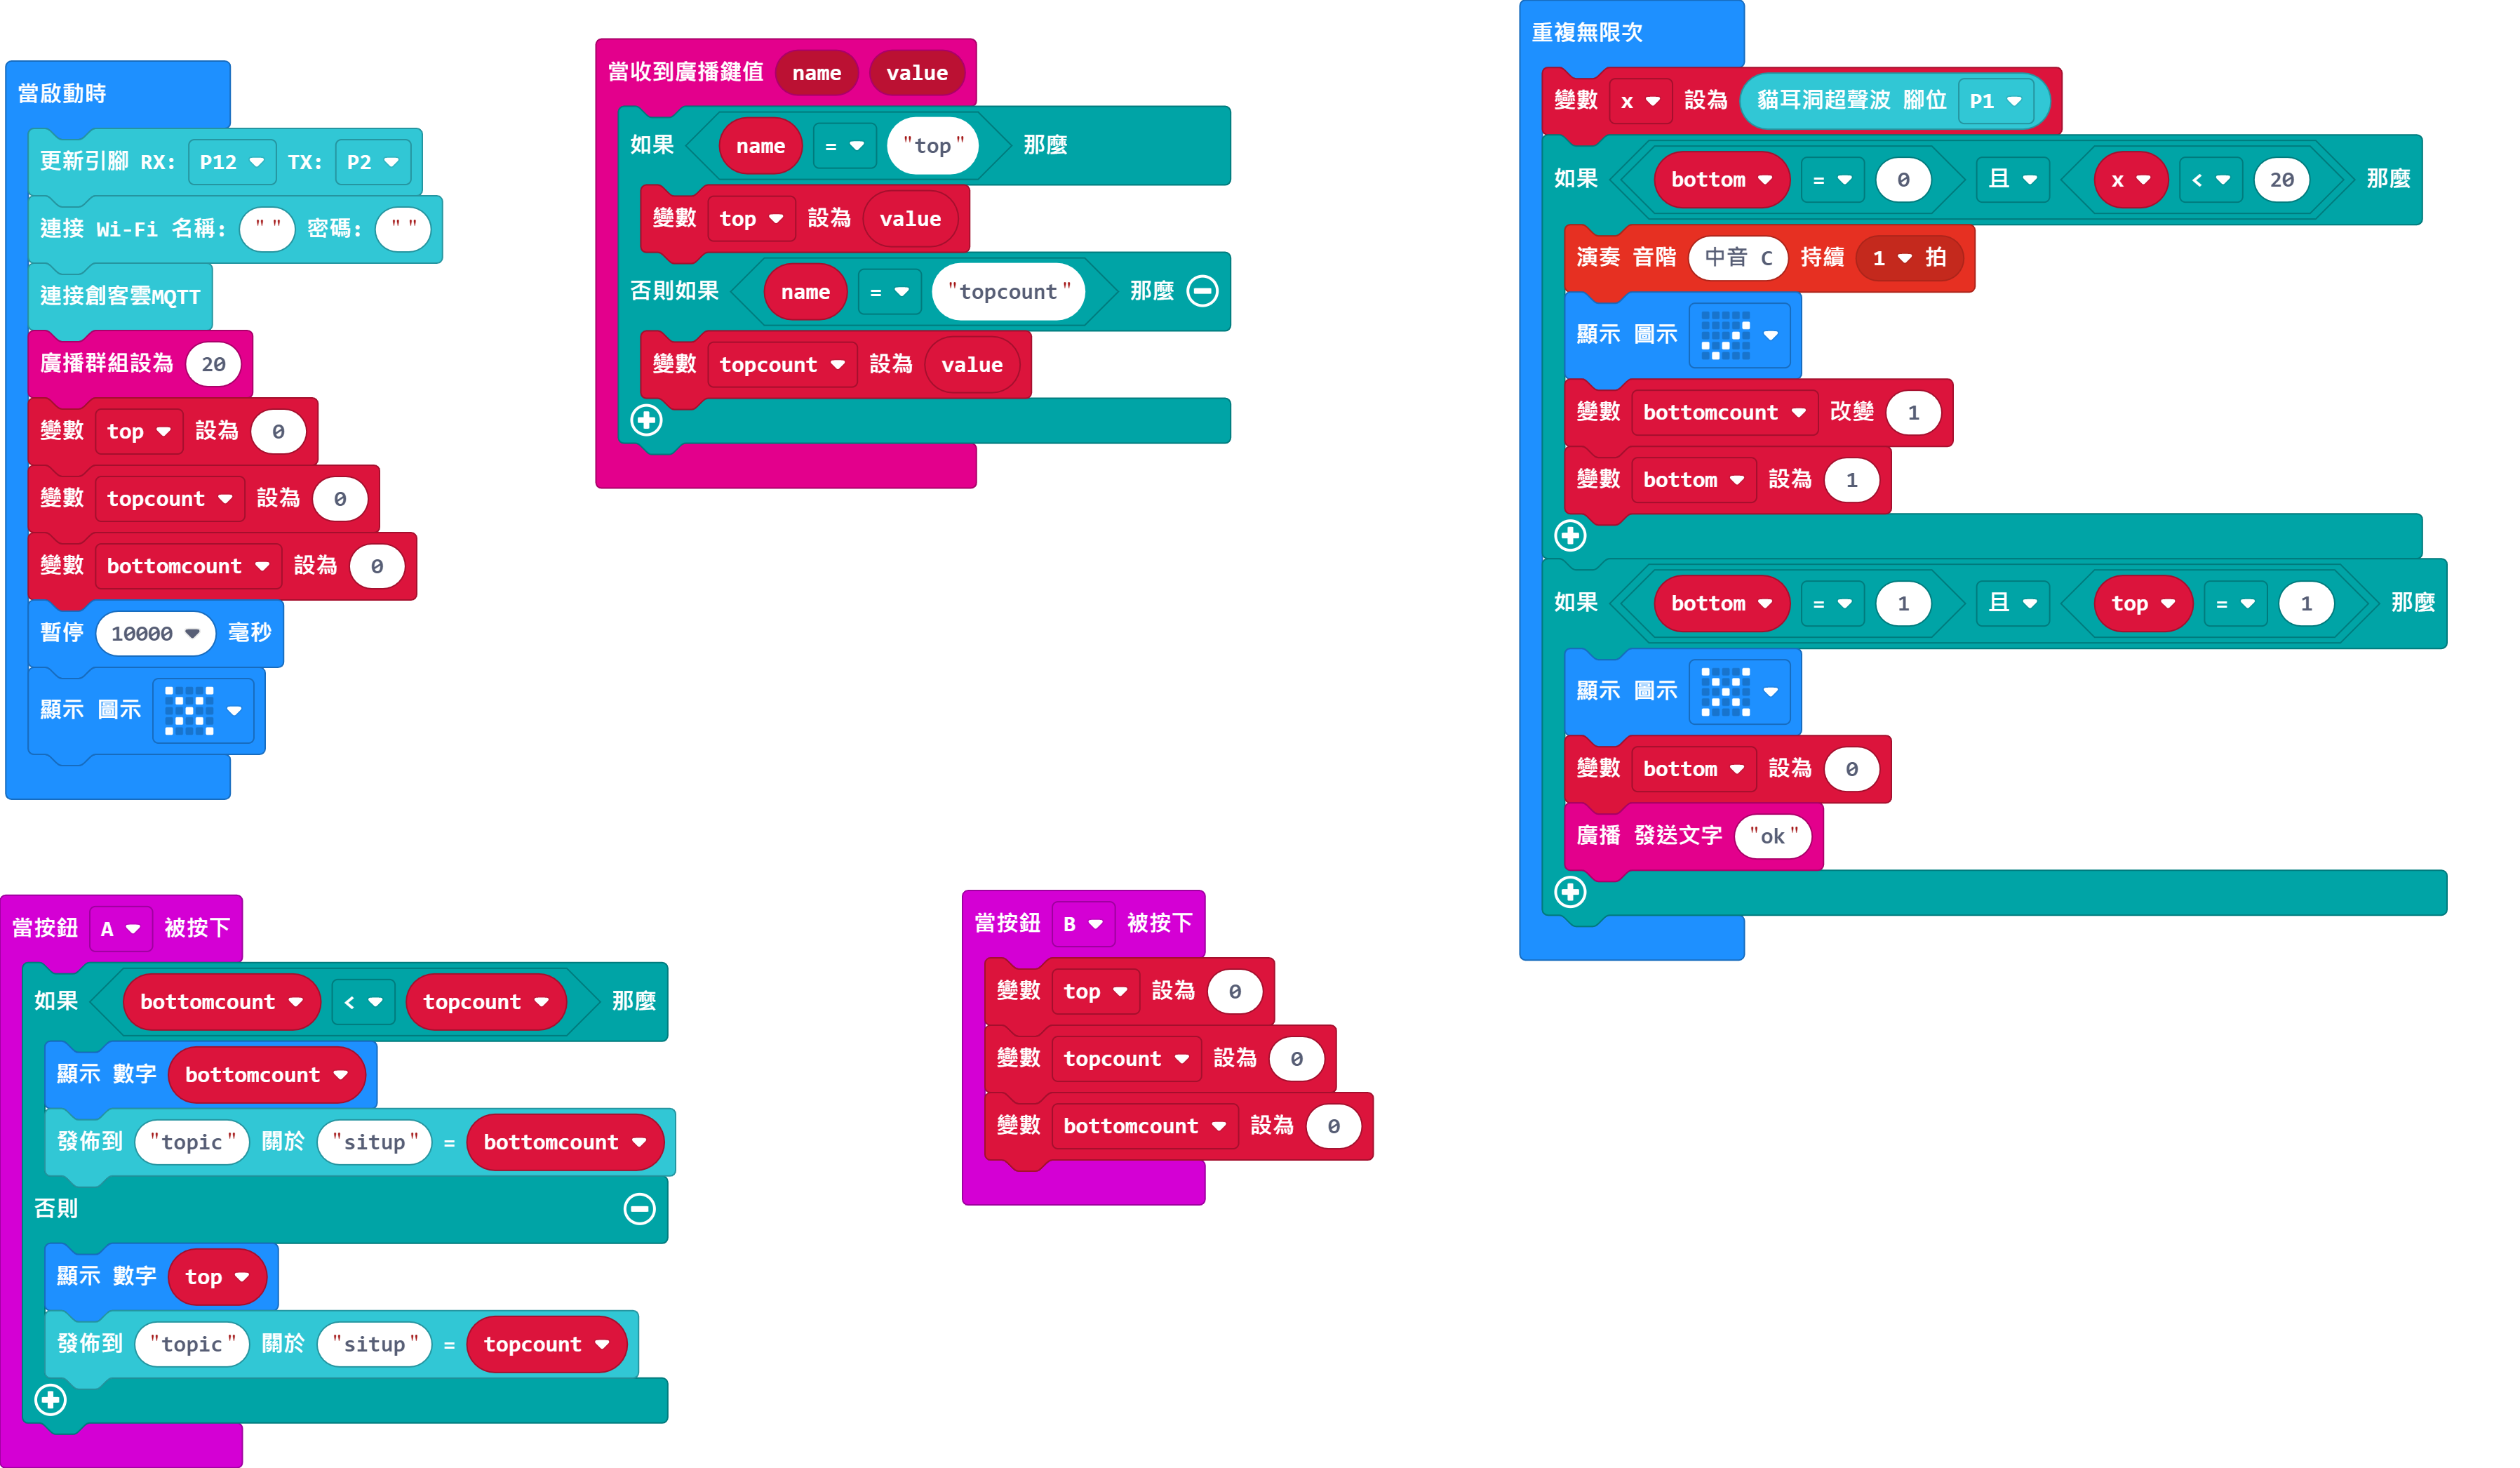 當啟動時
更新引腳 RX: P12 TX: P2
連接 Wi-Fi 名稱: "" 密碼: ""
連接創客雲MQTT
廣播群組設為 20
變數 top 設為 0
變數 topcount 設為 0
變數 bottomcount 設為 0
暫停 10000 毫秒
顯示 圖示
當收到廣播鍵值 name value
如果 name = "top" 那麼
變數 top 設為 value
否則如果 name = "topcount" 那麼
變數 topcount 設為 value
重複無限次
變數 x 設為 貓耳洞超聲波 腳位 P1
如果 bottom = 0 且 x < 20 那麼
演奏 音階 中音 C 持續 1 拍
顯示 圖示
變數 bottomcount 改變 1
變數 bottom 設為 1
如果 bottom = 1 且 top = 1 那麼
顯示 圖示
變數 bottom 設為 0
廣播 發送文字 "ok"
當按鈕 A 被按下
如果 bottomcount < topcount 那麼
顯示 數字 bottomcount
發佈到 "topic" 關於 "situp" = bottomcount
否則
顯示 數字 top
發佈到 "topic" 關於 "situp" = topcount
當按鈕 B 被按下
變數 top 設為 0
變數 topcount 設為 0
變數 bottomcount 設為 0